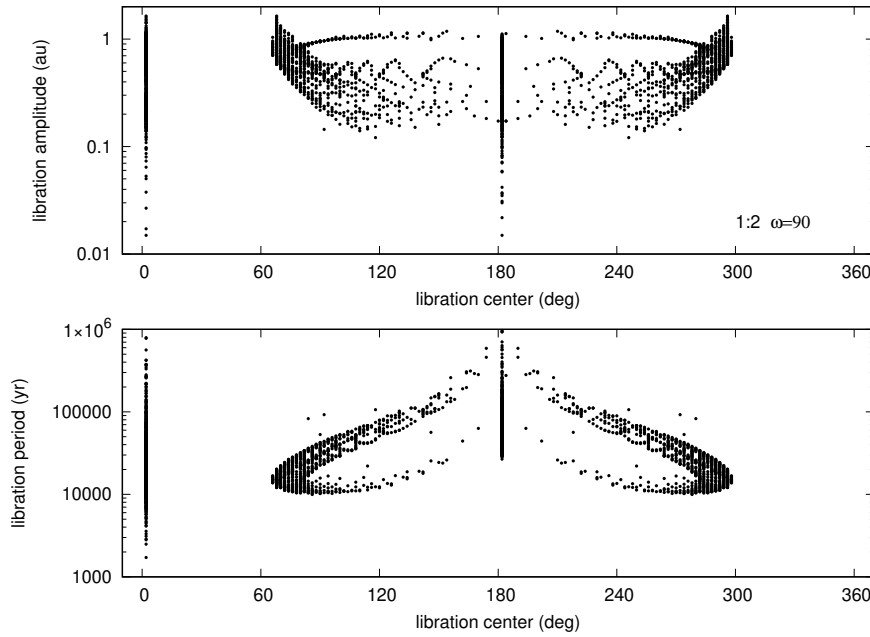 libration amplitude (au)
1
0.1
0.01
0 60 120 180 240 300 360
libration center (deg)
1:2 ω=90
libration period (yr)
1×10⁶
100000
10000
1000
0 60 120 180 240 300 360
libration center (deg)